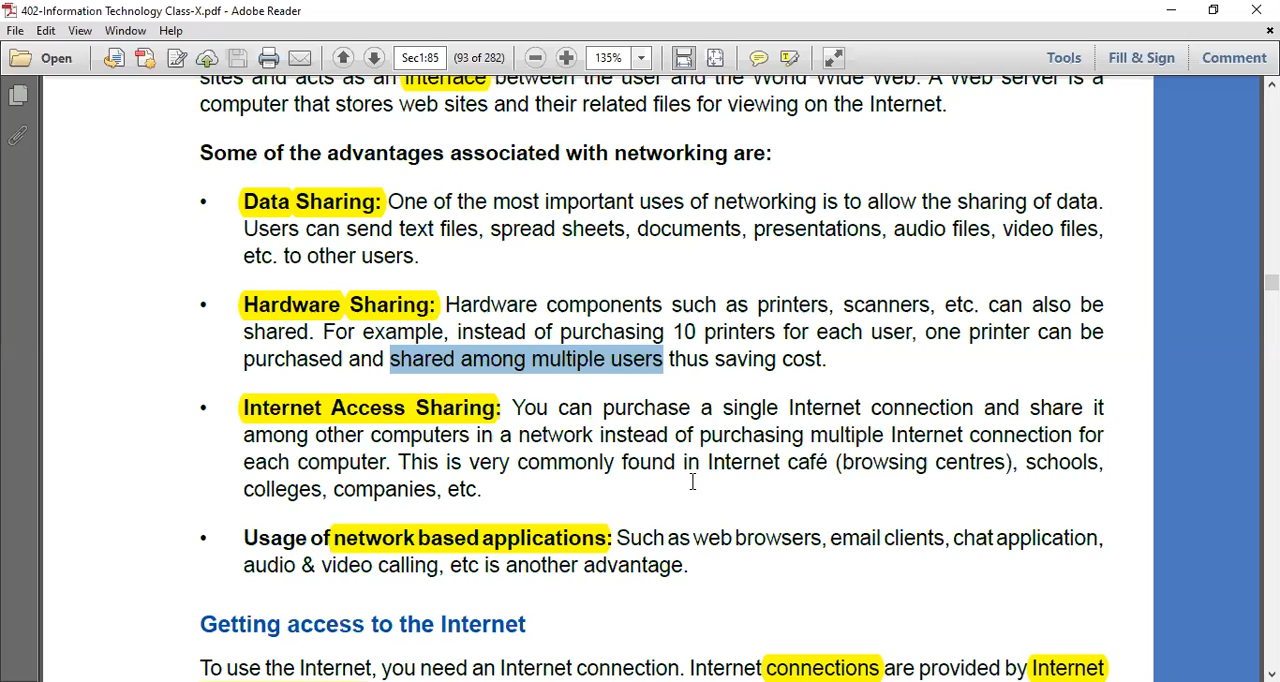 402-Information Technology Class-X.pdf - Adobe Reader
File Edit View Window Help
Open Sec1:85 (93 of 282) 135% Tools Fill & Sign Comment
sites and acts as an interface between the user and the World Wide Web. A Web server is a
computer that stores web sites and their related files for viewing on the Internet.
Some of the advantages associated with networking are:
• Data Sharing: One of the most important uses of networking is to allow the sharing of data.
Users can send text files, spread sheets, documents, presentations, audio files, video files,
etc. to other users.
• Hardware Sharing: Hardware components such as printers, scanners, etc. can also be
shared. For example, instead of purchasing 10 printers for each user, one printer can be
purchased and shared among multiple users thus saving cost.
• Internet Access Sharing: You can purchase a single Internet connection and share it
among other computers in a network instead of purchasing multiple Internet connection for
each computer. This is very commonly found in Internet café (browsing centres), schools,
colleges, companies, etc.
• Usage of network based applications: Such as web browsers, email clients, chat application,
audio & video calling, etc is another advantage.
Getting access to the Internet
To use the Internet, you need an Internet connection. Internet connections are provided by Internet